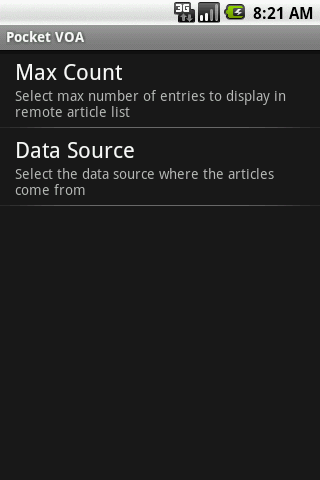 3G 8:21 AM
Pocket VOA
Max Count
Select max number of entries to display in
remote article list
Data Source
Select the data source where the articles
come from